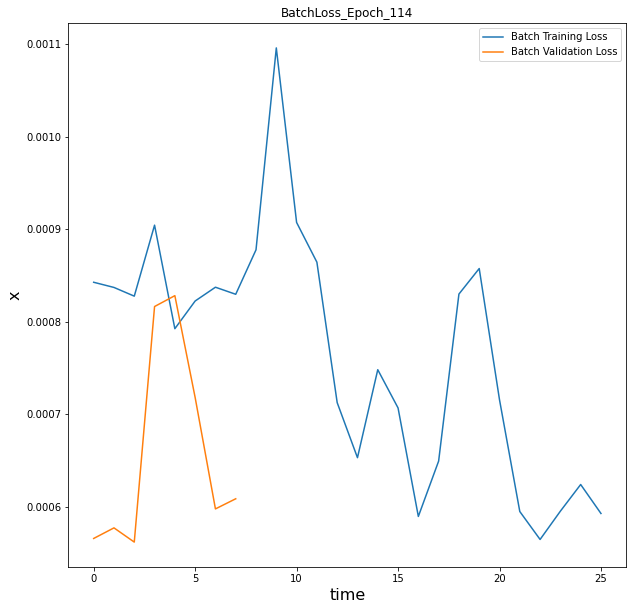 BatchLoss_Epoch_114
Batch Training Loss
Batch Validation Loss
0.0011
0.0010
0.0009
0.0008
0.0007
0.0006
x
0 5 10 15 20 25
time